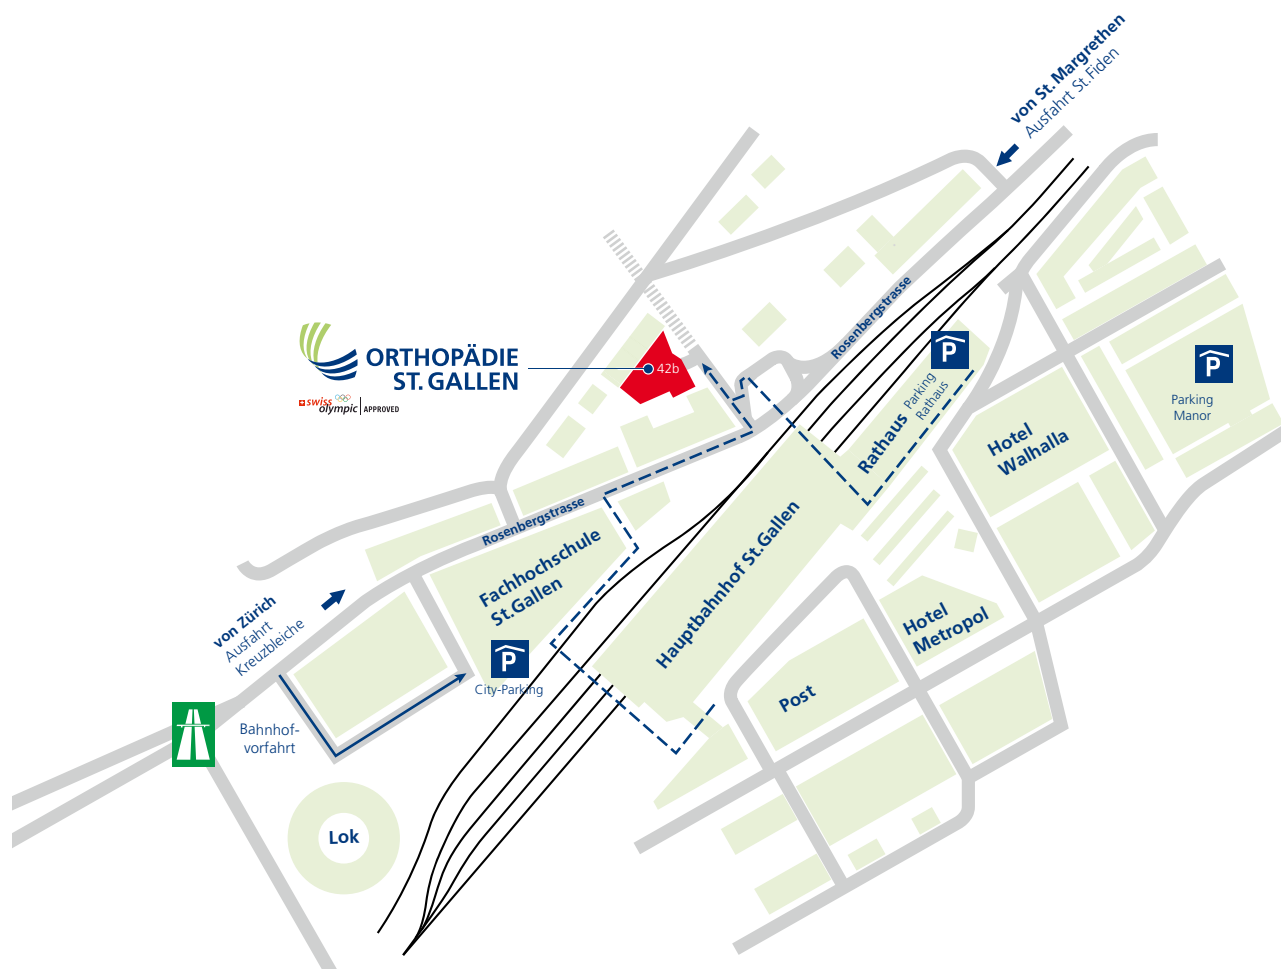 von St. Margrethen
Ausfahrt St. Fiden
Rosenbergstrasse
ORTHOPÄDIE
ST. GALLEN
42b
swiss
olympic APPROVED
P
Parking
Rathaus
Rathaus
P
Parking
Manor
Hotel
Walhalla
Rosenbergstrasse
Fachhochschule
St.Gallen
Hauptbahnhof St.Gallen
von Zürich
Ausfahrt
Kreuzbleiche
Hotel
Metropol
P
City-Parking
Post
Bahnhof-
vorfahrt
Lok